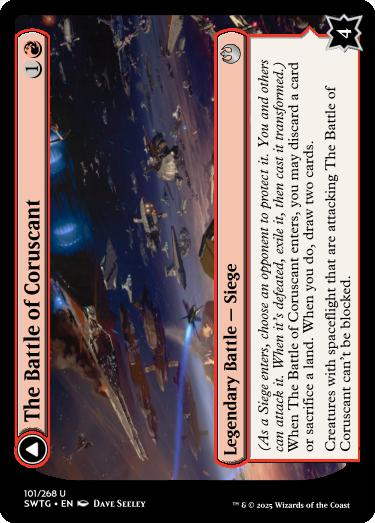 The Battle of Coruscant
1
Legendary Battle – Siege
(As a Siege enters, choose an opponent to protect it. You and others
can attack it. When it's defeated, exile it, then cast it transformed.)
When The Battle of Coruscant enters, you may discard a card
or sacrifice a land. When you do, draw two cards.
Creatures with spaceflight that are attacking The Battle of
Coruscant can't be blocked.
4
101/268 U
SWTG • EN Dave Seeley
™ & © 2025 Wizards of the Coast